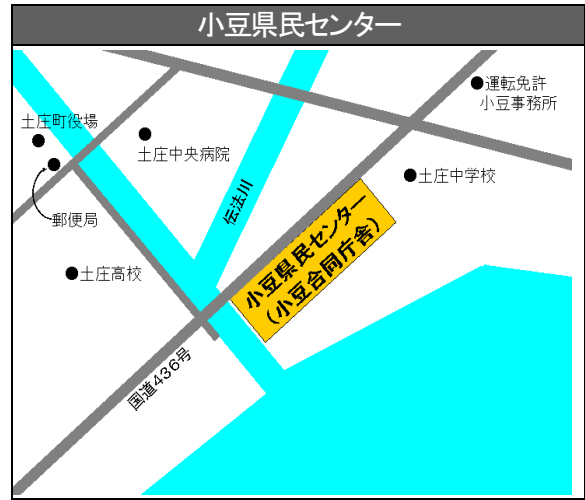 小豆県民センター
運転免許
小豆事務所
土庄町役場
土庄中央病院
土庄中学校
伝法川
郵便局
小豆県民センター
(小豆合同庁舎)
土庄高校
国道436号